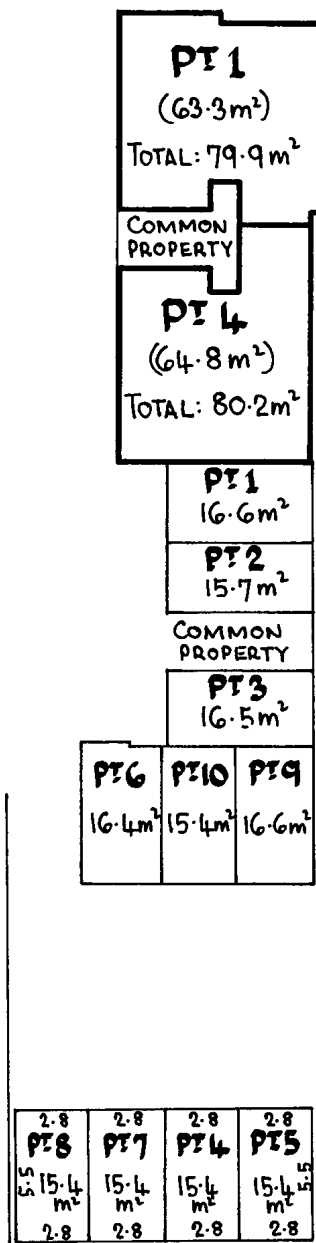 PT 1
(63.3m²)
TOTAL: 79.9m²
COMMON
PROPERTY
PT 4
(64.8m²)
TOTAL: 80.2m²
PT 1
16.6m²
PT 2
15.7m²
COMMON
PROPERTY
PT 3
16.5m²
PT 6 PT 10 PT 9
16.4m² 15.4m² 16.6m²
2.8 2.8 2.8 2.8
PT 8 PT 7 PT 4 PT 5
5.5 15.4 m² 15.4 m² 15.4 m² 15.4 m² 5.5
2.8 2.8 2.8 2.8